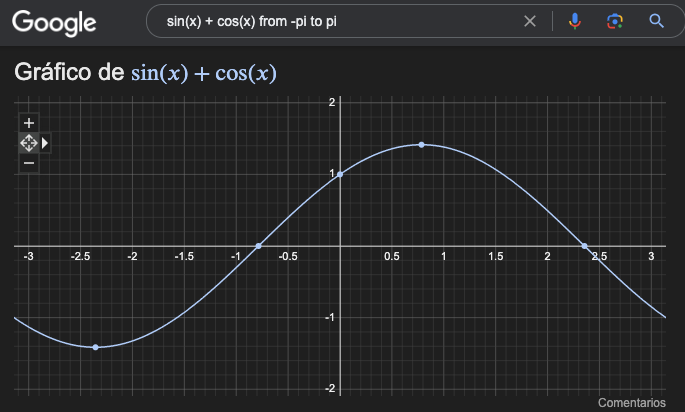 Google
sin(x) + cos(x) from -pi to pi
Gráfico de sin(x) + cos(x)
+
−
2
1
-3 -2.5 -2 -1.5 -1 -0.5 0 0.5 1 1.5 2 2.5 3
-1
-2
Comentarios